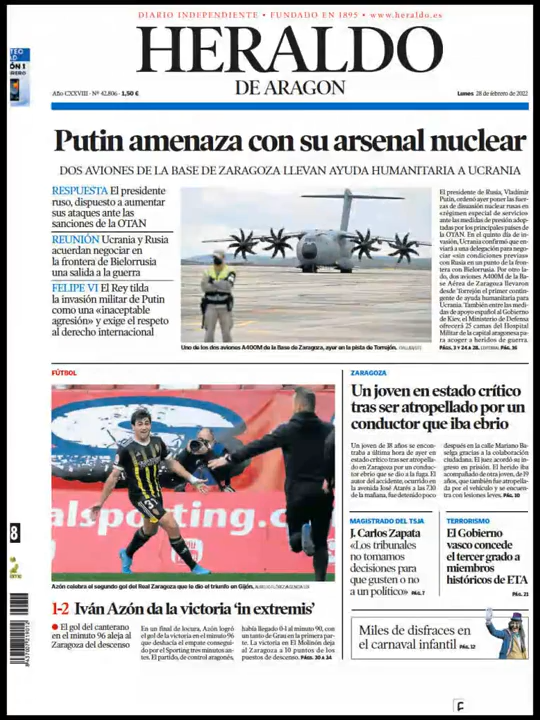 DIARIO INDEPENDIENTE • FUNDADO EN 1895 • www.heraldo.es
HERALDO
DE ARAGON
Año CXXVIII - Nº 42.806 - 1,50 €
Lunes 28 de febrero de 2022
Putin amenaza con su arsenal nuclear
DOS AVIONES DE LA BASE DE ZARAGOZA LLEVAN AYUDA HUMANITARIA A UCRANIA
RESPUESTA El presidente
ruso, dispuesto a aumentar
sus ataques ante las
sanciones de la OTAN
REUNIÓN Ucrania y Rusia
acuerdan negociar en
la frontera de Bielorrusia
una salida a la guerra
FELIPE VI El Rey tilda
la invasión militar de Putin
como una «inaceptable
agresión» y exige el respeto
al derecho internacional
Uno de los dos aviones A400M de la Base de Zaragoza, ayer en la pista de Torrejón.
El presidente de Rusia, Vladímir
Putin, ordenó ayer poner las fuer-
zas de disuasión nuclear rusas en
«régimen especial de servicio»
ante las medidas de presión adop-
tadas por los principales países de
la OTAN. En el quinto día de in-
vasión, Ucrania confirmó que en-
viará a una delegación para nego-
ciar «sin condiciones previas»
con Rusia en un punto de la fron-
tera con Bielorrusia. Por otro la-
do, dos aviones A400M de la Ba-
se Aérea de Zaragoza llevaron
desde Torrejón el primer contin-
gente de ayuda humanitaria para
Ucrania. También entre las medi-
das de apoyo español al Gobierno
de Kiev, el Ministerio de Defensa
ofrecerá 25 camas del Hospital
Militar de la capital aragonesa pa-
ra acoger a heridos de guerra.
PÁGS. 3 Y 24 A 28. EDITORIAL PÁG. 36
FÚTBOL
alsporting.c
Azón celebra el segundo gol del Real Zaragoza que le dio el triunfo en Gijón.
1-2 Iván Azón da la victoria 'in extremis'
● El gol del canterano
en el minuto 96 aleja al
Zaragoza del descenso
En un final de locura, Azón logró
el gol de la victoria en el minuto 96
que deshacía el empate consegui-
do por el Sporting tres minutos an-
tes. El partido, de control aragonés,
había llegado 0-1 al minuto 90, con
un tanto de Grau en la primera par-
te. La victoria en El Molinón deja
al Zaragoza a 10 puntos de los
puestos de descenso. PÁGS. 30 A 34
ZARAGOZA
Un joven en estado crítico
tras ser atropellado por un
conductor que iba ebrio
Un joven de 18 años se encon-
traba a última hora de ayer en
estado crítico tras ser atropella-
do en Zaragoza por un conduc-
tor ebrio que se dio a la fuga. El
autor del accidente, ocurrido en
la avenida José Atarés a las 7.30
de la mañana, fue detenido poco
después en la calle Mariano Ba-
selga gracias a la colaboración
ciudadana. El juez acordó su in-
greso en prisión. El herido iba
acompañado de otra joven, de 19
años, que también fue atropella-
da por el vehículo y se encuen-
tra con lesiones leves. PÁG. 10
MAGISTRADO DEL TSJA
J. Carlos Zapata
«Los tribunales
no tomamos
decisiones para
que gusten o no
a un político» PÁG. 7
TERRORISMO
El Gobierno
vasco concede
el tercer grado a
miembros
históricos de ETA
PÁG. 21
Miles de disfraces en
el carnaval infantil PÁG. 12